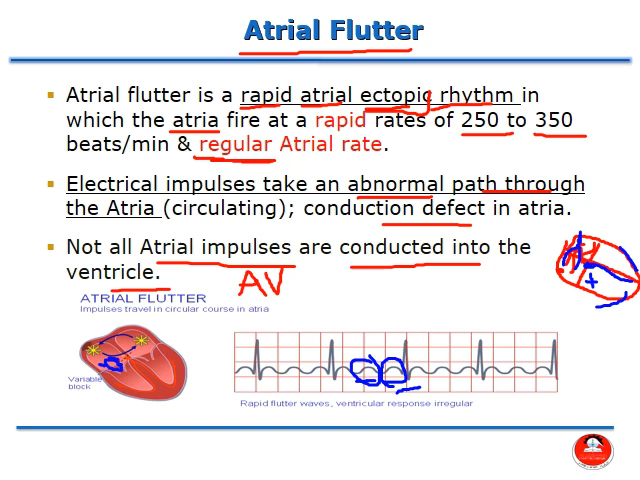 Atrial Flutter
▪ Atrial flutter is a rapid atrial ectopic rhythm in
which the atria fire at a rapid rates of 250 to 350
beats/min & regular Atrial rate.
▪ Electrical impulses take an abnormal path through
the Atria (circulating); conduction defect in atria.
▪ Not all Atrial impulses are conducted into the
ventricle.
AV
ATRIAL FLUTTER
Impulses travel in circular course in atria
Variable
block
Rapid flutter waves, ventricular response irregular